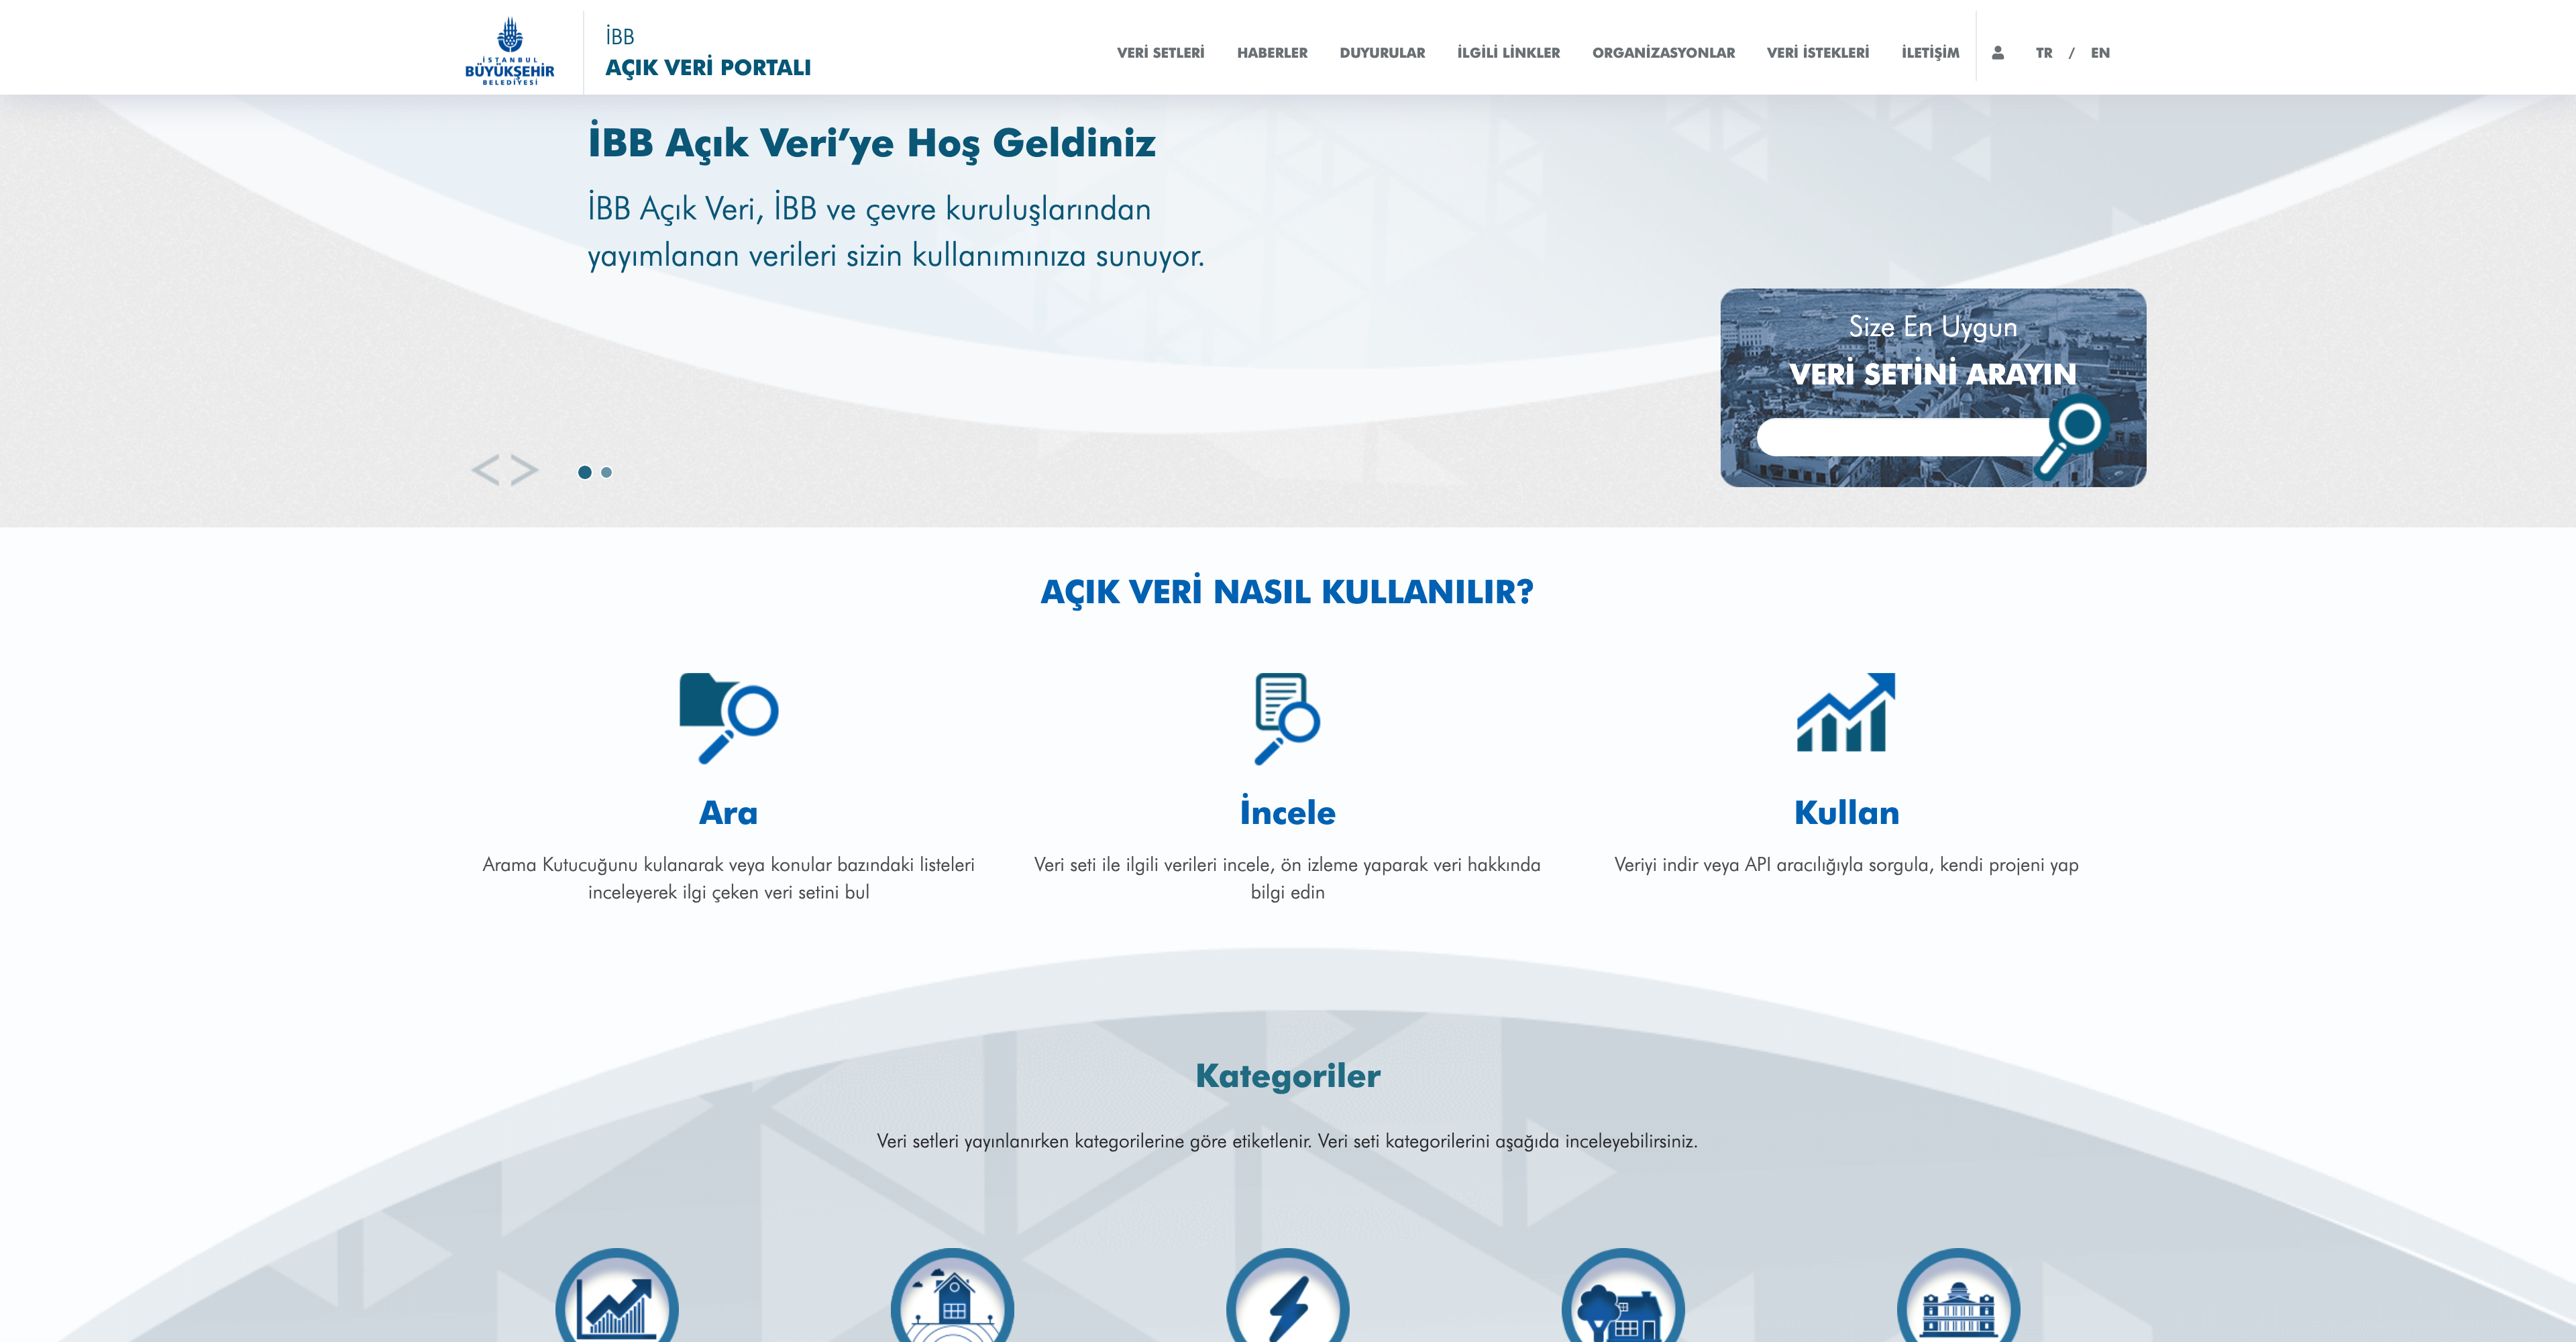 İSTANBUL
BÜYÜKŞEHİR
BELEDİYESİ
İBB
AÇIK VERİ PORTALI
VERİ SETLERİ
HABERLER
DUYURULAR
İLGİLİ LİNKLER
ORGANİZASYONLAR
VERİ İSTEKLERİ
İLETİŞİM
TR / EN
İBB Açık Veri’ye Hoş Geldiniz
İBB Açık Veri, İBB ve çevre kuruluşlarından
yayımlanan verileri sizin kullanımınıza sunuyor.
Size En Uygun
VERİ SETİNİ ARAYIN
AÇIK VERİ NASIL KULLANILIR?
Ara
Arama Kutucuğunu kulanarak veya konular bazındaki listeleri
inceleyerek ilgi çeken veri setini bul
İncele
Veri seti ile ilgili verileri incele, ön izleme yaparak veri hakkında
bilgi edin
Kullan
Veriyi indir veya API aracılığıyla sorgula, kendi projeni yap
Kategoriler
Veri setleri yayınlanırken kategorilerine göre etiketlenir. Veri seti kategorilerini aşağıda inceleyebilirsiniz.